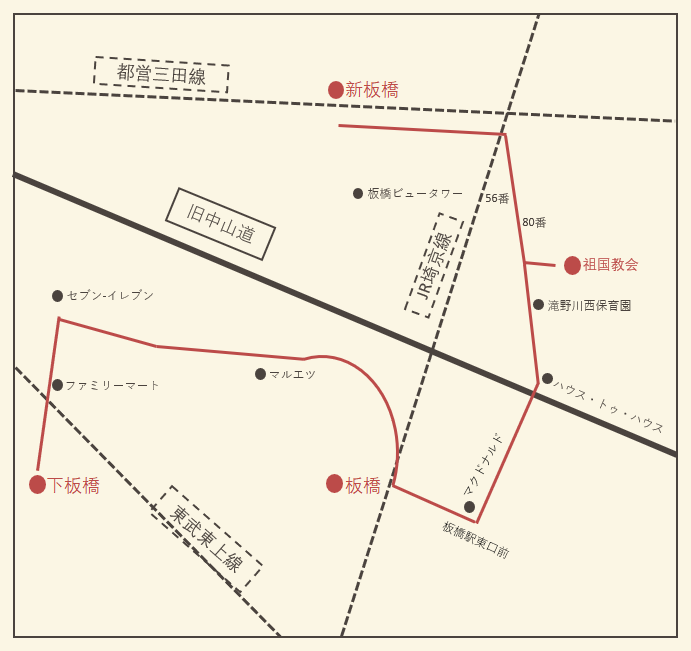 都営三田線
新板橋
板橋ビュータワー
56番
80番
旧中山道
JR埼京線
祖国教会
セブン-イレブン
滝野川西保育園
マルエツ
ファミリーマート
ハウス・トゥ・ハウス
マクドナルド
下板橋
板橋
東武東上線
板橋駅東口前